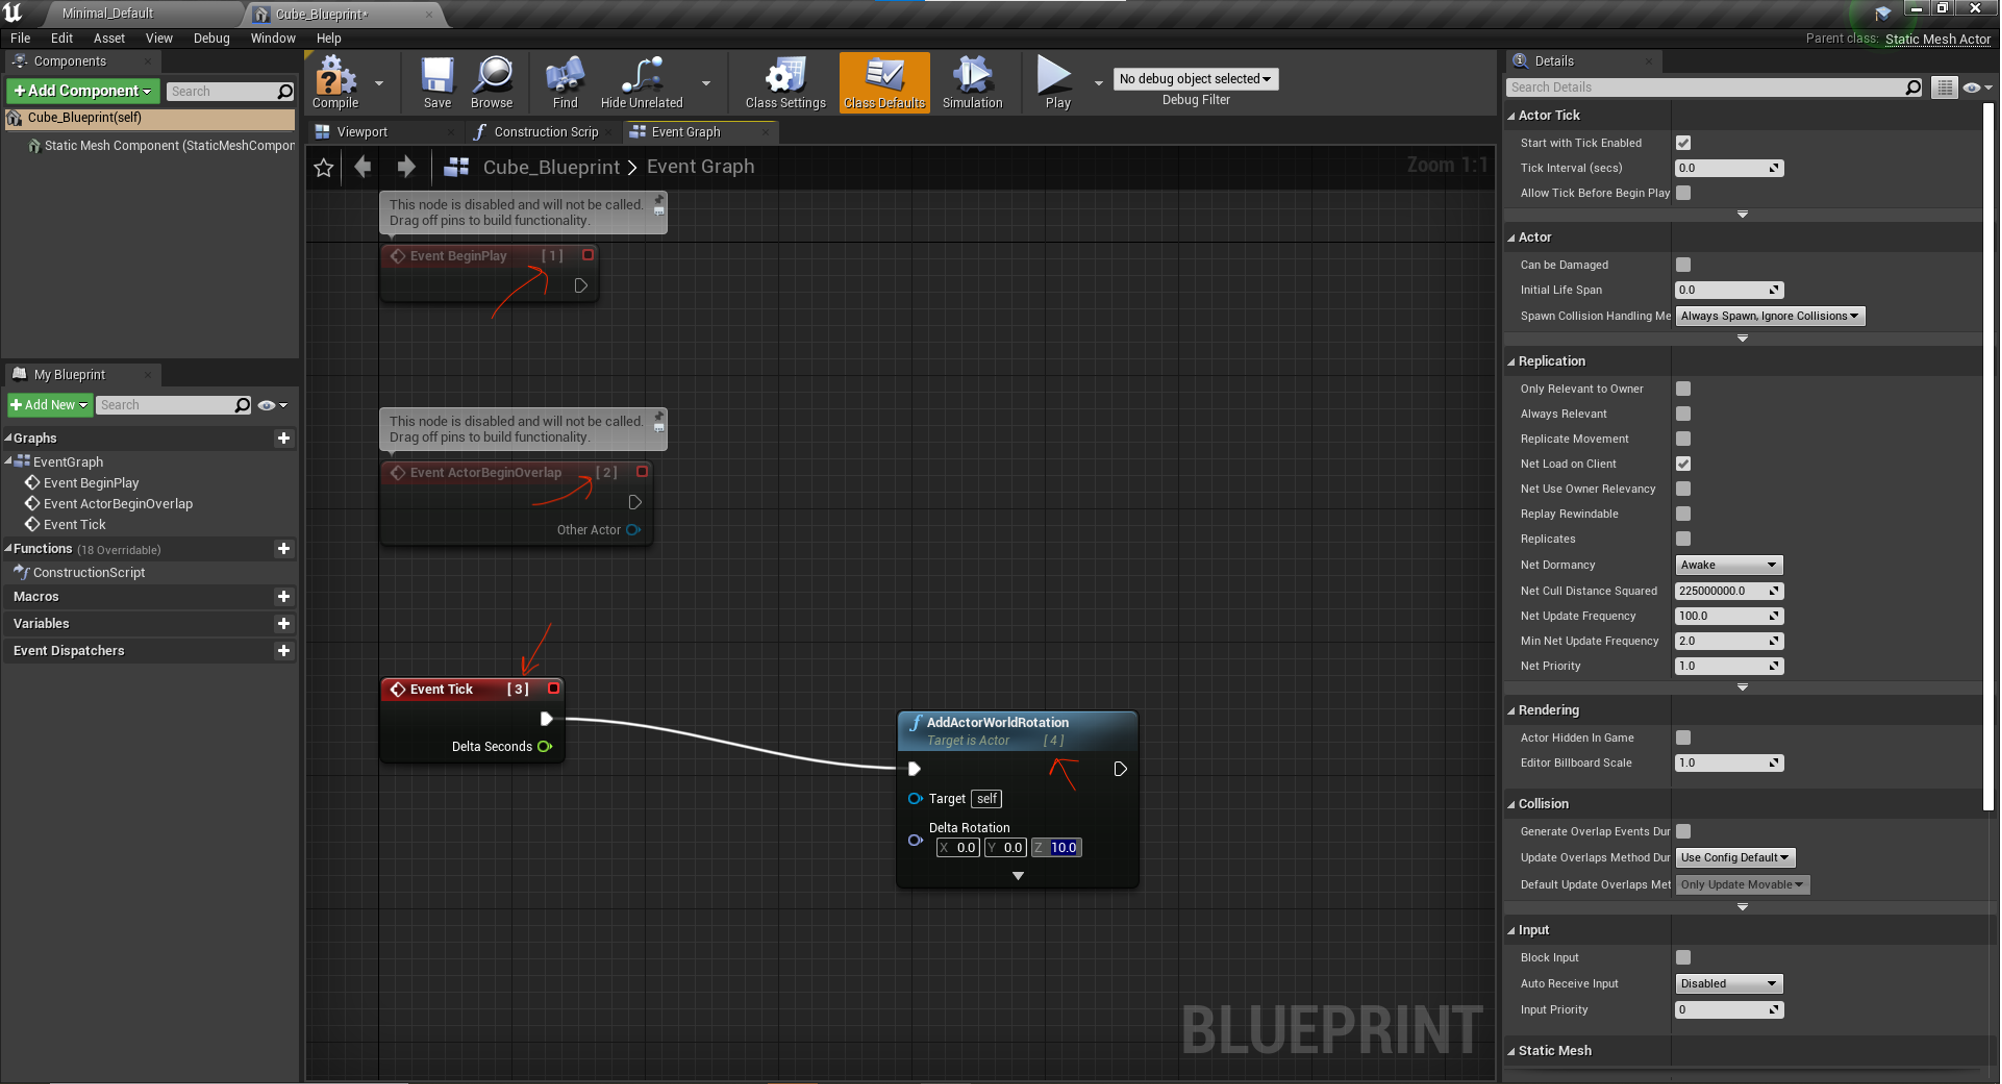 Minimal_Default
Cube_Blueprint*
File Edit Asset View Debug Window Help
Parent class: Static Mesh Actor
Components
+Add Component
Search
Cube_Blueprint(self)
Static Mesh Component (StaticMeshCompon
My Blueprint
+Add New
Search
Graphs
EventGraph
Event BeginPlay
Event ActorBeginOverlap
Event Tick
Functions (18 Overridable)
ConstructionScript
Macros
Variables
Event Dispatchers
Compile
Save
Browse
Find
Hide Unrelated
Class Settings
Class Defaults
Simulation
Play
No debug object selected
Debug Filter
Viewport
Construction Scrip
Event Graph
Cube_Blueprint > Event Graph
Zoom 1:1
This node is disabled and will not be called.
Drag off pins to build functionality.
Event BeginPlay [1]
This node is disabled and will not be called.
Drag off pins to build functionality.
Event ActorBeginOverlap [2]
Other Actor
Event Tick [3]
Delta Seconds
AddActorWorldRotation
Target is Actor [4]
Target self
Delta Rotation
X 0.0 Y 0.0 Z 10.0
BLUEPRINT
Details
Search Details
Actor Tick
Start with Tick Enabled
Tick Interval (secs) 0.0
Allow Tick Before Begin Play
Actor
Can be Damaged
Initial Life Span 0.0
Spawn Collision Handling Me Always Spawn, Ignore Collisions
Replication
Only Relevant to Owner
Always Relevant
Replicate Movement
Net Load on Client
Net Use Owner Relevancy
Replay Rewindable
Replicates
Net Dormancy Awake
Net Cull Distance Squared 225000000.0
Net Update Frequency 100.0
Min Net Update Frequency 2.0
Net Priority 1.0
Rendering
Actor Hidden In Game
Editor Billboard Scale 1.0
Collision
Generate Overlap Events Dur
Update Overlaps Method Dur Use Config Default
Default Update Overlaps Met Only Update Movable
Input
Block Input
Auto Receive Input Disabled
Input Priority 0
Static Mesh